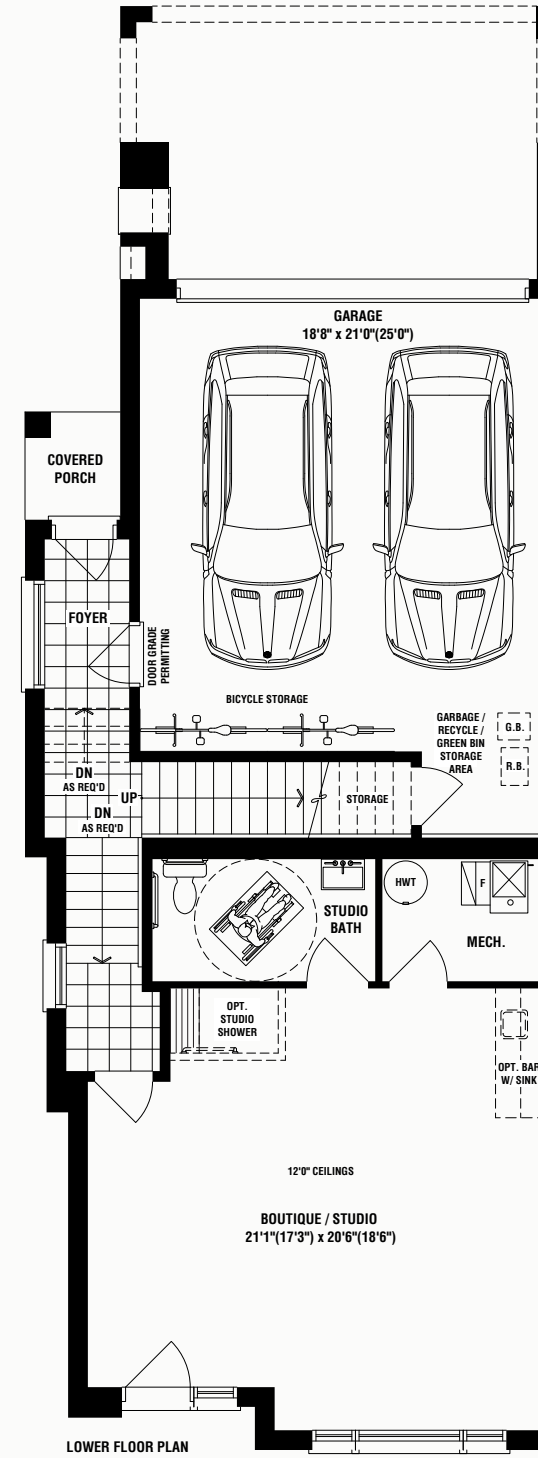 GARAGE
18'8" x 21'0"(25'0")
COVERED
PORCH
FOYER
DOOR GRADE
PERMITTING
BICYCLE STORAGE
GARBAGE /
RECYCLE /
GREEN BIN
STORAGE
AREA
G.B.
R.B.
DN
AS REQ'D
UP
DN
AS REQ'D
STORAGE
HWT
F
STUDIO
BATH
MECH.
OPT.
STUDIO
SHOWER
OPT. BAR
W/ SINK
12'0" CEILINGS
BOUTIQUE / STUDIO
21'1"(17'3") x 20'6"(18'6")
LOWER FLOOR PLAN